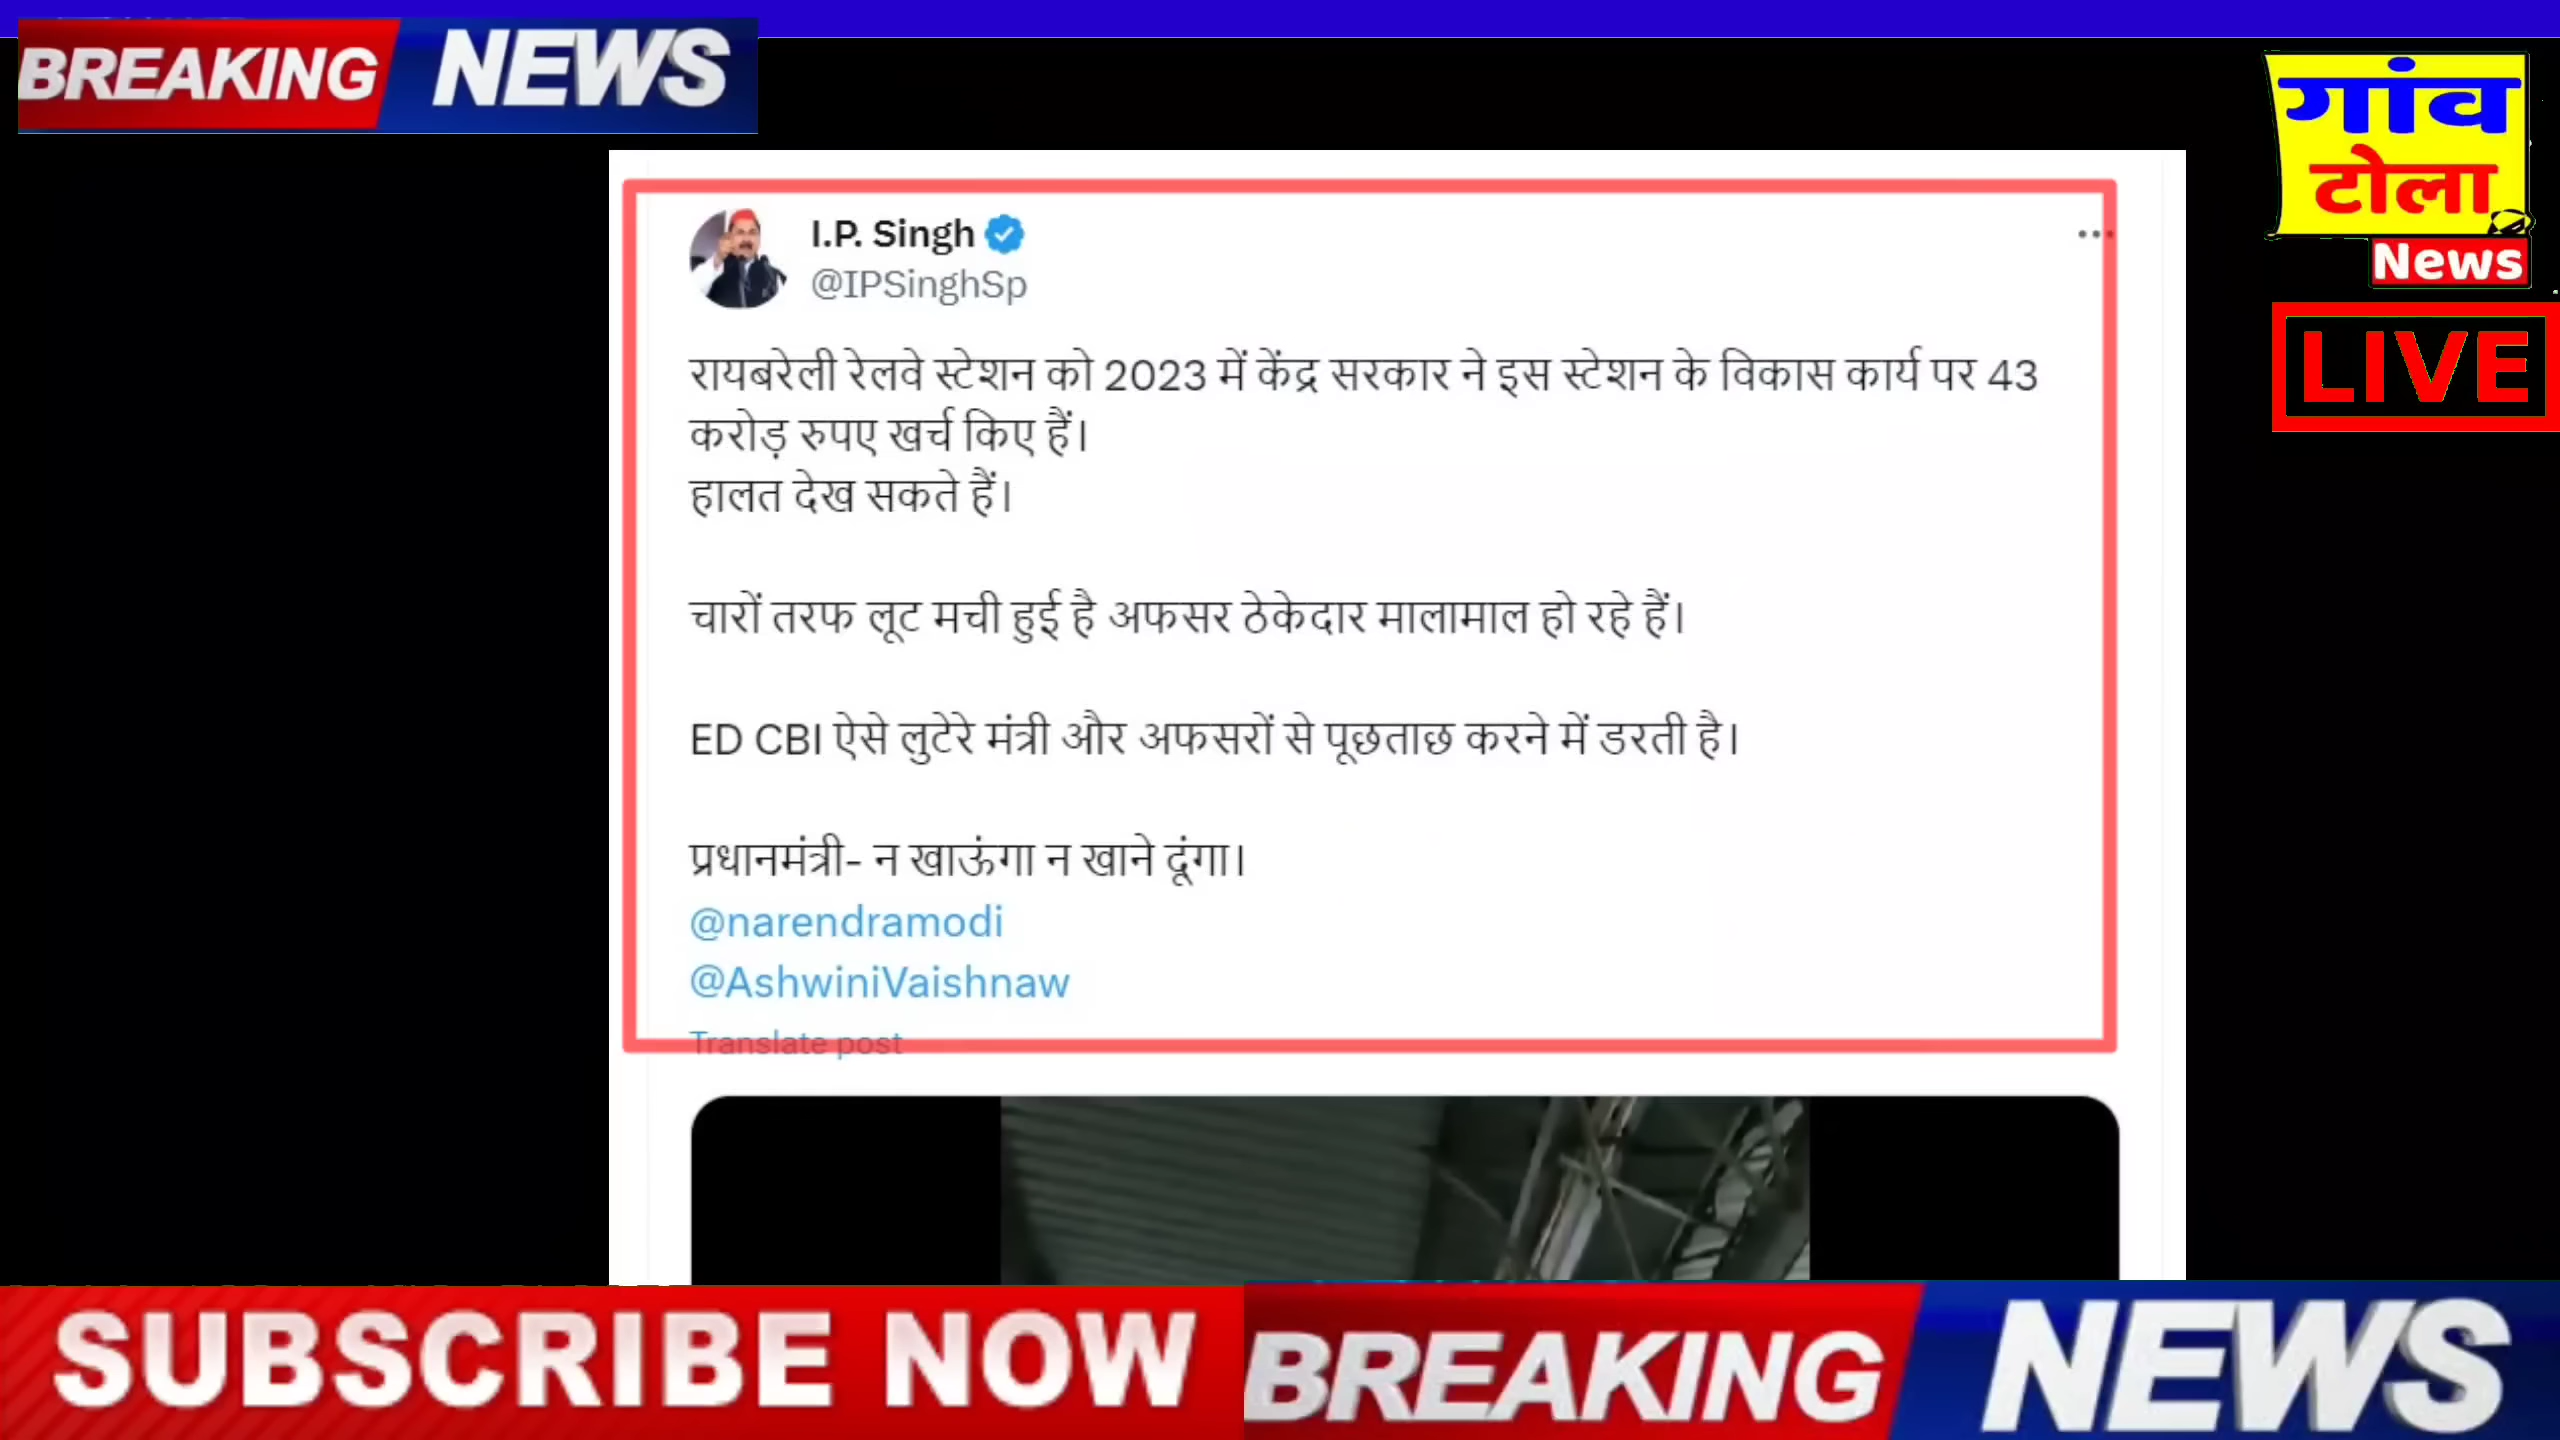 BREAKING NEWS
गांव
टोला
News
LIVE
I.P. Singh
@IPSinghSp
रायबरेली रेलवे स्टेशन को 2023 में केंद्र सरकार ने इस स्टेशन के विकास कार्य पर 43
करोड़ रुपए खर्च किए हैं।
हालत देख सकते हैं।
चारों तरफ लूट मची हुई है अफसर ठेकेदार मालामाल हो रहे हैं।
ED CBI ऐसे लुटेरे मंत्री और अफसरों से पूछताछ करने में डरती है।
प्रधानमंत्री- न खाऊंगा न खाने दूंगा।
@narendramodi
@AshwiniVaishnaw
Translate post
SUBSCRIBE NOW BREAKING NEWS